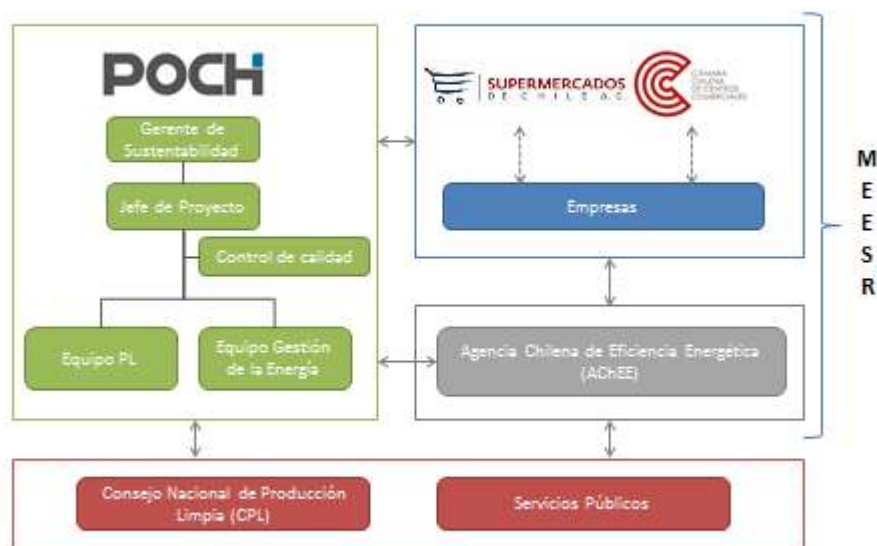 POCH
Gerente de
Sustentabilidad
Jefe de Proyecto
Control de calidad
Equipo PL
Equipo Gestión
de la Energía
SUPERMERCADOS
DE CHILE A.G.
CÁMARA
CHILENA
DE CENTROS
COMERCIALES
Empresas
Agencia Chilena de Eficiencia Energética
(AChEE)
M
E
E
S
R
Consejo Nacional de Producción
Limpia (CPL)
Servicios Públicos